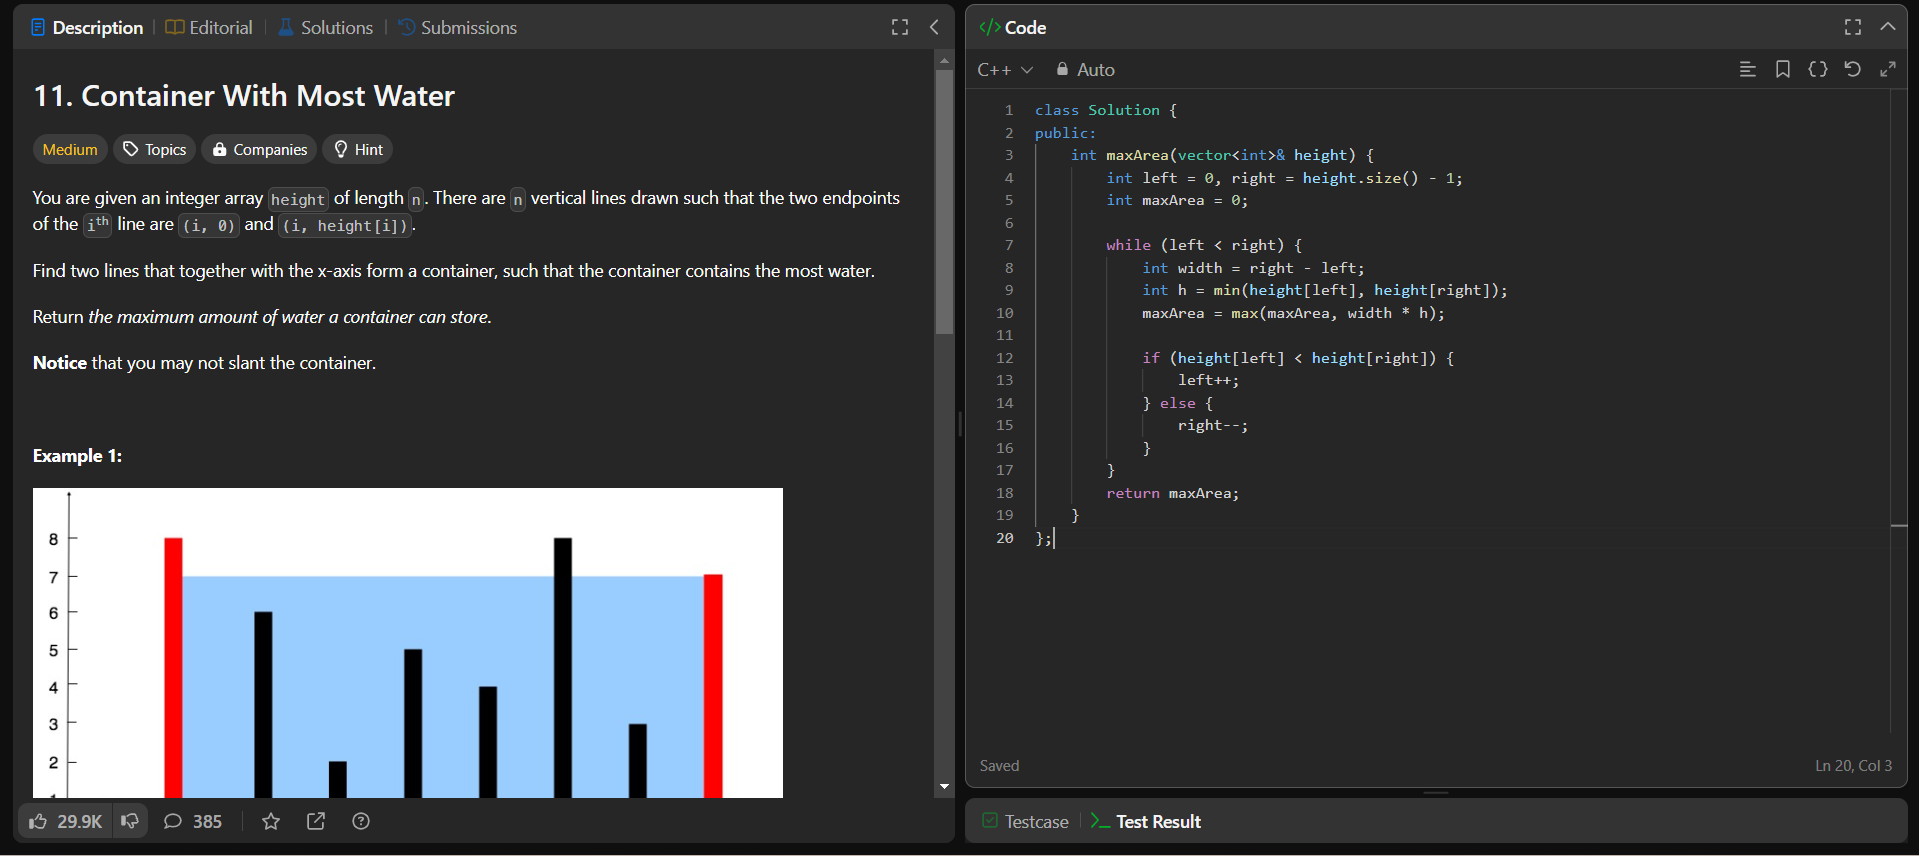 Description | Editorial | Solutions | Submissions
11. Container With Most Water
Medium Topics Companies Hint
You are given an integer array height of length n. There are n vertical lines drawn such that the two endpoints
of the ith line are (i, 0) and (i, height[i]).
Find two lines that together with the x-axis form a container, such that the container contains the most water.
Return the maximum amount of water a container can store.
Notice that you may not slant the container.
Example 1:
8
7
6
5
4
3
2
29.9K 385
</> Code
C++ Auto
1 class Solution {
2 public:
3     int maxArea(vector<int>& height) {
4         int left = 0, right = height.size() - 1;
5         int maxArea = 0;
6
7         while (left < right) {
8             int width = right - left;
9             int h = min(height[left], height[right]);
10             maxArea = max(maxArea, width * h);
11
12             if (height[left] < height[right]) {
13                 left++;
14             } else {
15                 right--;
16             }
17         }
18         return maxArea;
19     }
20 };
Saved Ln 20, Col 3
Testcase | >_ Test Result